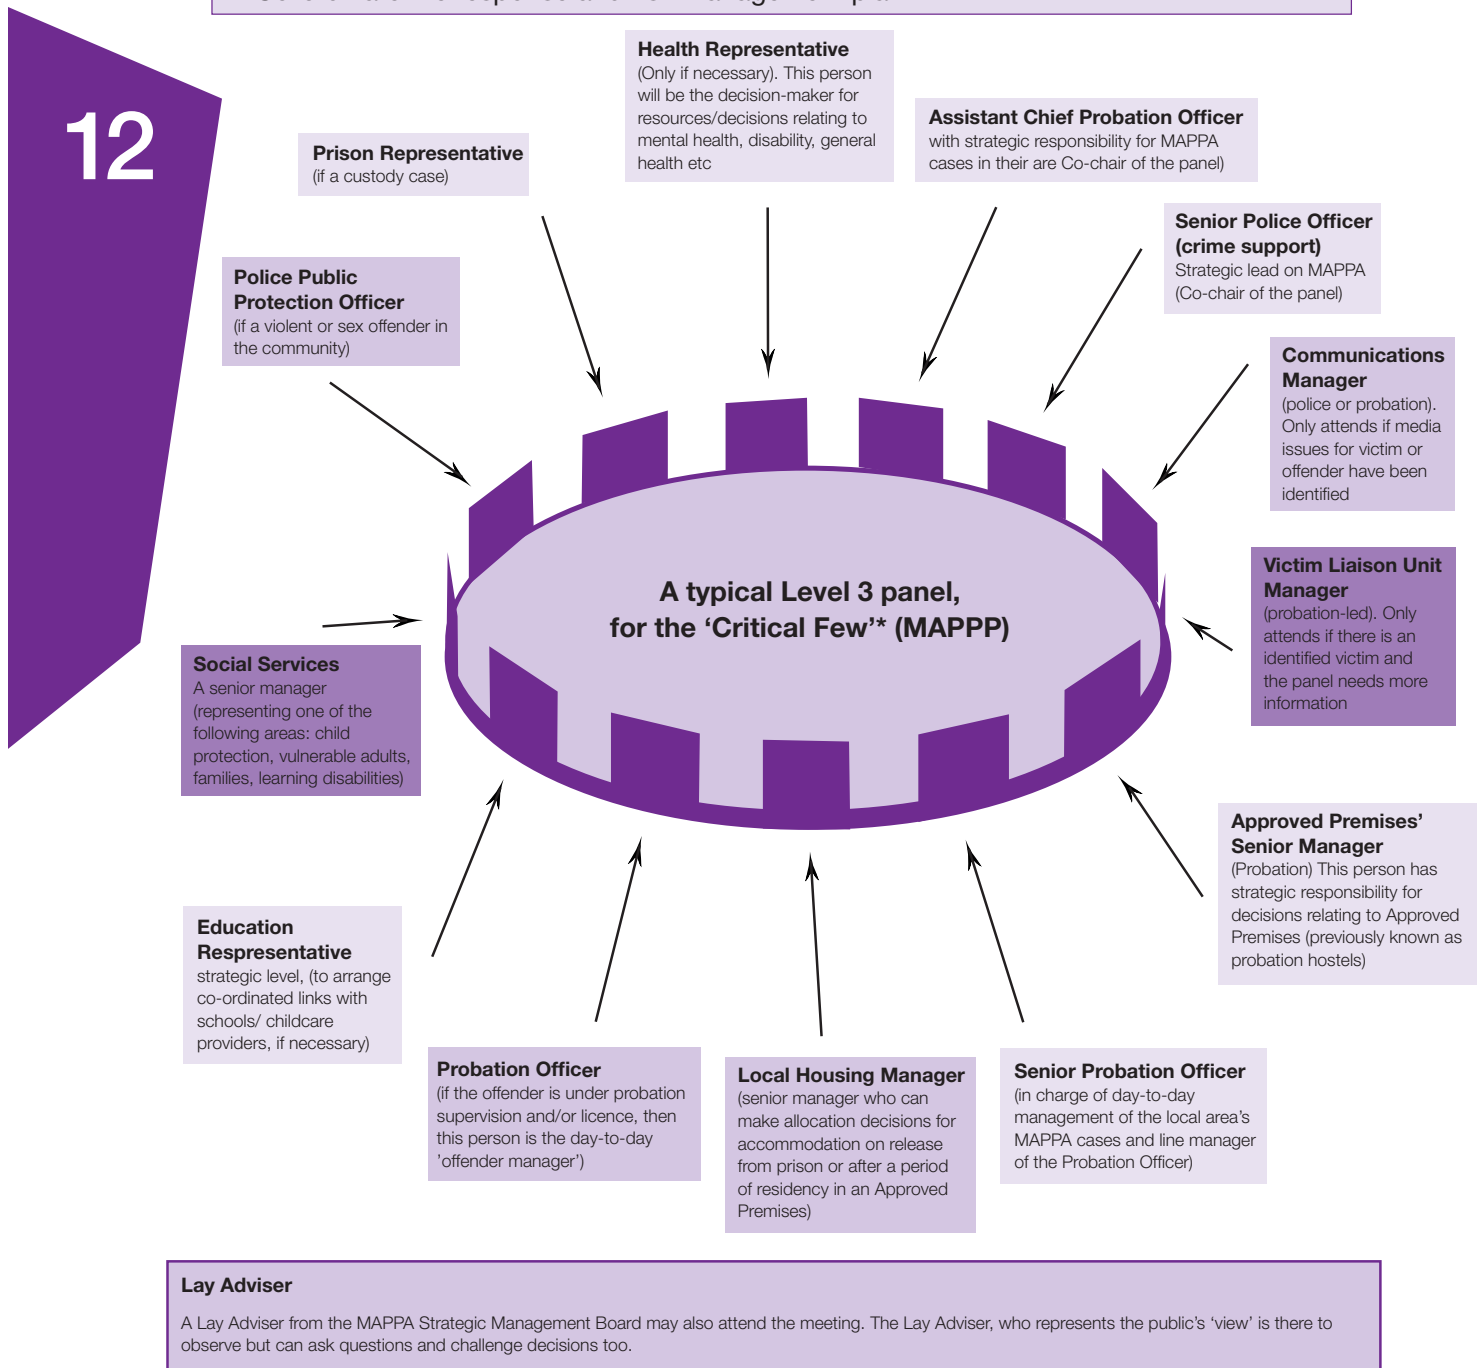 12
Health Representative
(Only if necessary). This person
will be the decision-maker for
resources/decisions relating to
mental health, disability, general
health etc
Assistant Chief Probation Officer
with strategic responsibility for MAPPA
cases in their are Co-chair of the panel)
Prison Representative
(if a custody case)
Senior Police Officer
(crime support)
Strategic lead on MAPPA
(Co-chair of the panel)
Police Public
Protection Officer
(if a violent or sex offender in
the community)
Communications
Manager
(police or probation).
Only attends if media
issues for victim or
offender have been
identified
A typical Level 3 panel,
for the ‘Critical Few’* (MAPPP)
Victim Liaison Unit
Manager
(probation-led). Only
attends if there is an
identified victim and
the panel needs more
information
Social Services
A senior manager
(representing one of the
following areas: child
protection, vulnerable adults,
families, learning disabilities)
Approved Premises’
Senior Manager
(Probation) This person has
strategic responsibility for
decisions relating to Approved
Premises (previously known as
probation hostels)
Education
Respresentative
strategic level, (to arrange
co-ordinated links with
schools/ childcare
providers, if necessary)
Probation Officer
(if the offender is under probation
supervision and/or licence, then
this person is the day-to-day
’offender manager’)
Local Housing Manager
(senior manager who can
make allocation decisions for
accommodation on release
from prison or after a period
of residency in an Approved
Premises)
Senior Probation Officer
(in charge of day-to-day
management of the local area’s
MAPPA cases and line manager
of the Probation Officer)
Lay Adviser
A Lay Adviser from the MAPPA Strategic Management Board may also attend the meeting. The Lay Adviser, who represents the public’s ‘view’ is there to
observe but can ask questions and challenge decisions too.